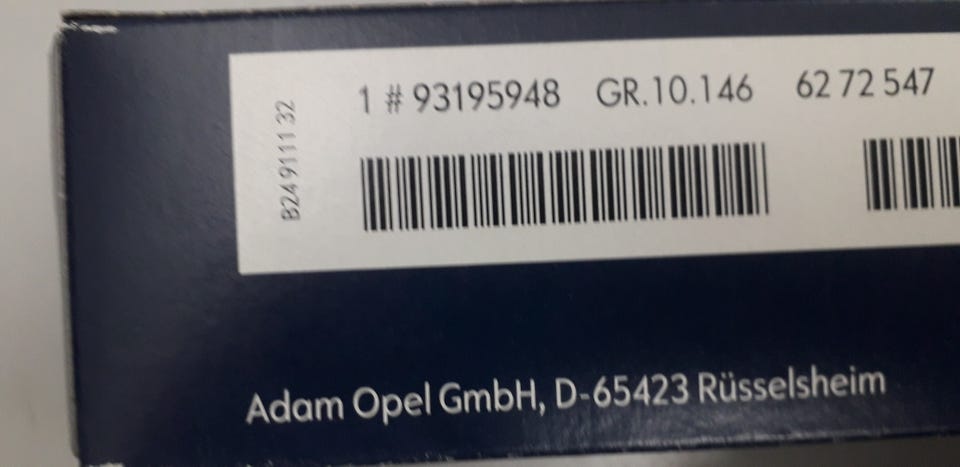 1 # 93195948 GR.10.146 62 72 547
B24 9111 32
Adam Opel GmbH, D-65423 Rüsselsheim